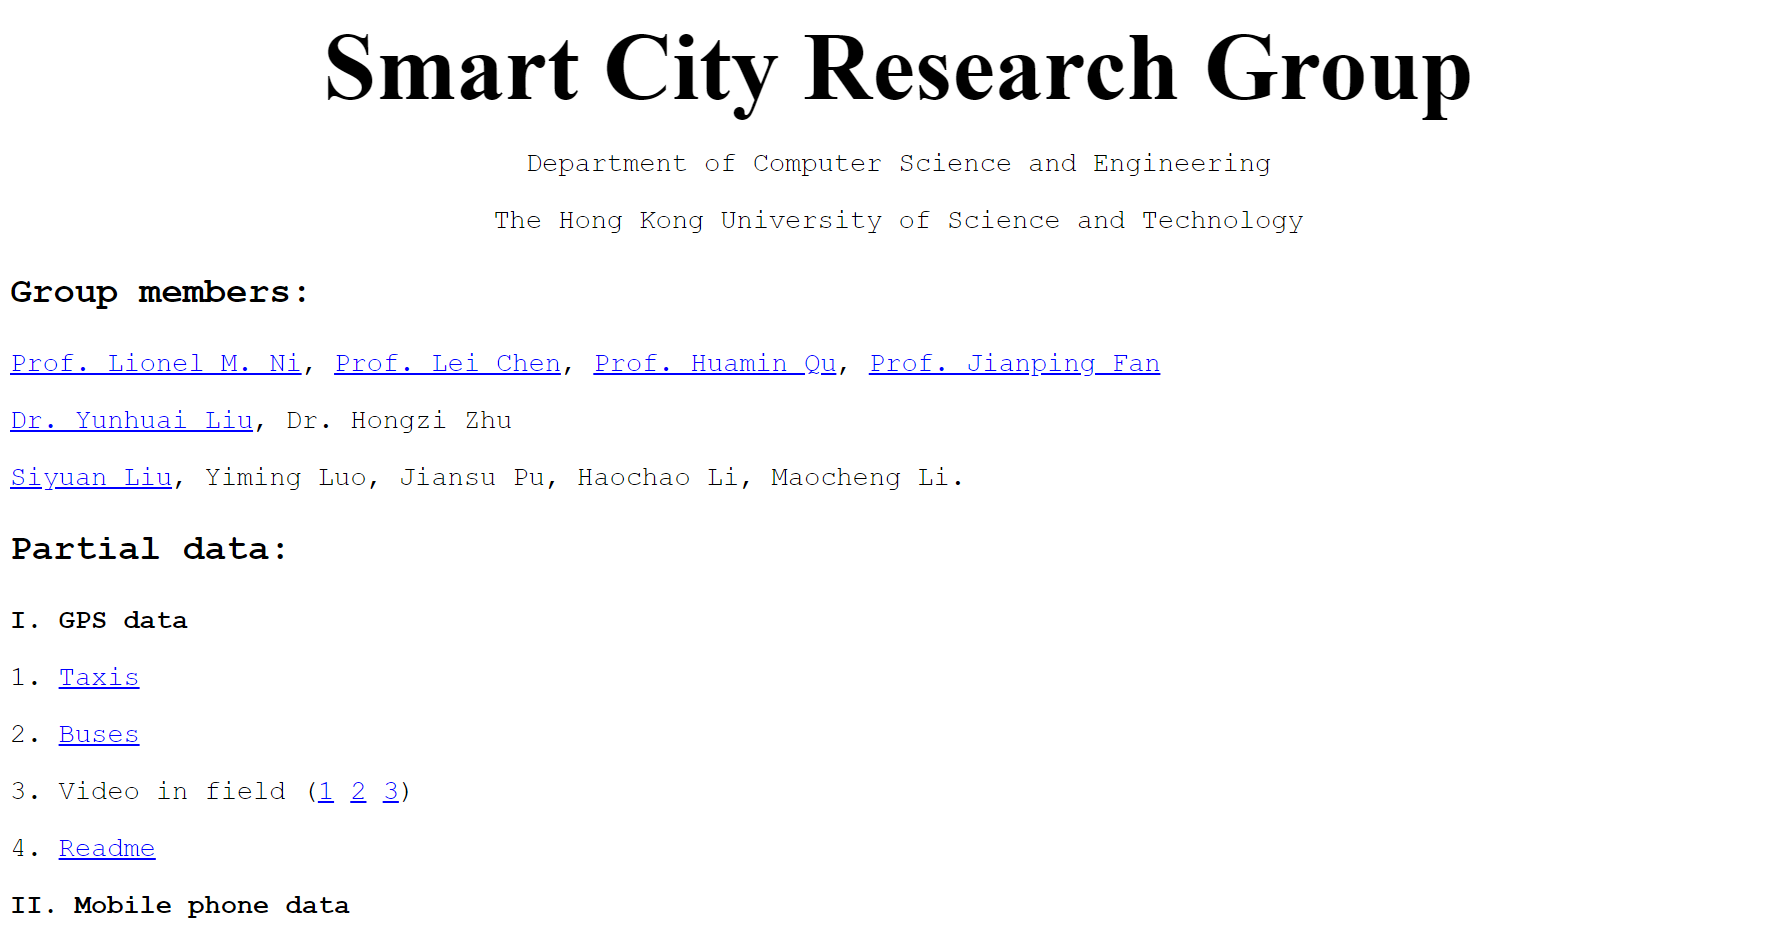 Smart City Research Group
Department of Computer Science and Engineering
The Hong Kong University of Science and Technology
Group members:
Prof. Lionel M. Ni, Prof. Lei Chen, Prof. Huamin Qu, Prof. Jianping Fan
Dr. Yunhuai Liu, Dr. Hongzi Zhu
Siyuan Liu, Yiming Luo, Jiansu Pu, Haochao Li, Maocheng Li.
Partial data:
I. GPS data
1. Taxis
2. Buses
3. Video in field (1 2 3)
4. Readme
II. Mobile phone data